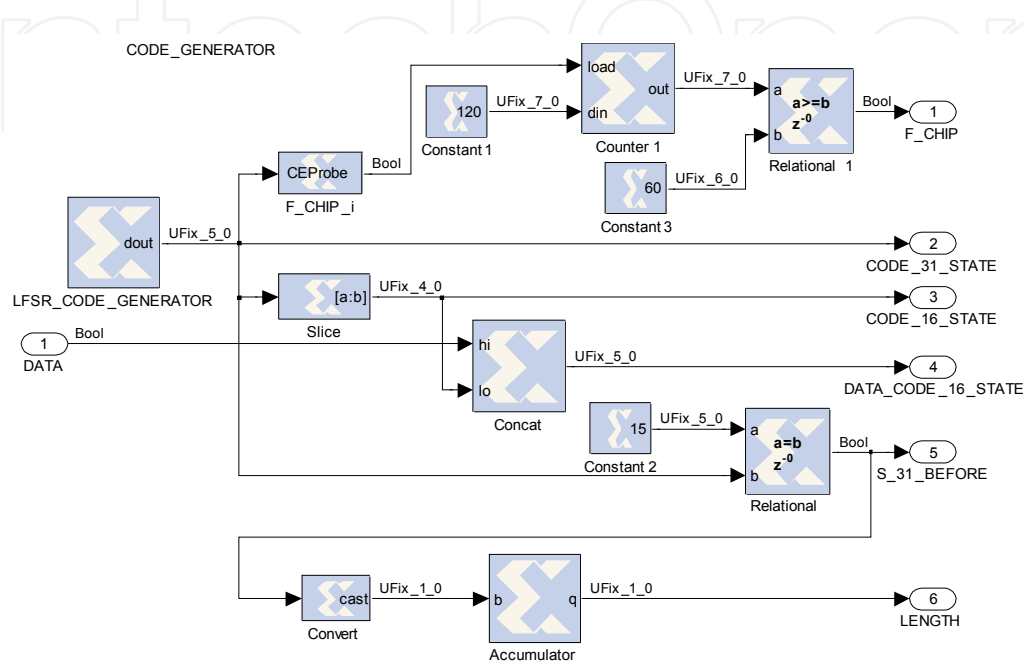 CODE_GENERATOR
load
din
out
Counter 1
120
Constant 1
UFix_7_0
UFix_7_0
a
b
a>=b
z-0
Relational 1
Bool
1
F_CHIP
60
Constant 3
UFix_6_0
CEProbe
F_CHIP_i
Bool
dout
LFSR_CODE_GENERATOR
UFix_5_0
2
CODE_31_STATE
[a:b]
Slice
UFix_4_0
3
CODE_16_STATE
1
DATA
Bool
hi
lo
Concat
UFix_5_0
4
DATA_CODE_16_STATE
15
Constant 2
UFix_5_0
a
b
a=b
z-0
Relational
Bool
5
S_31_BEFORE
cast
Convert
UFix_1_0
b
q
Accumulator
UFix_1_0
6
LENGTH